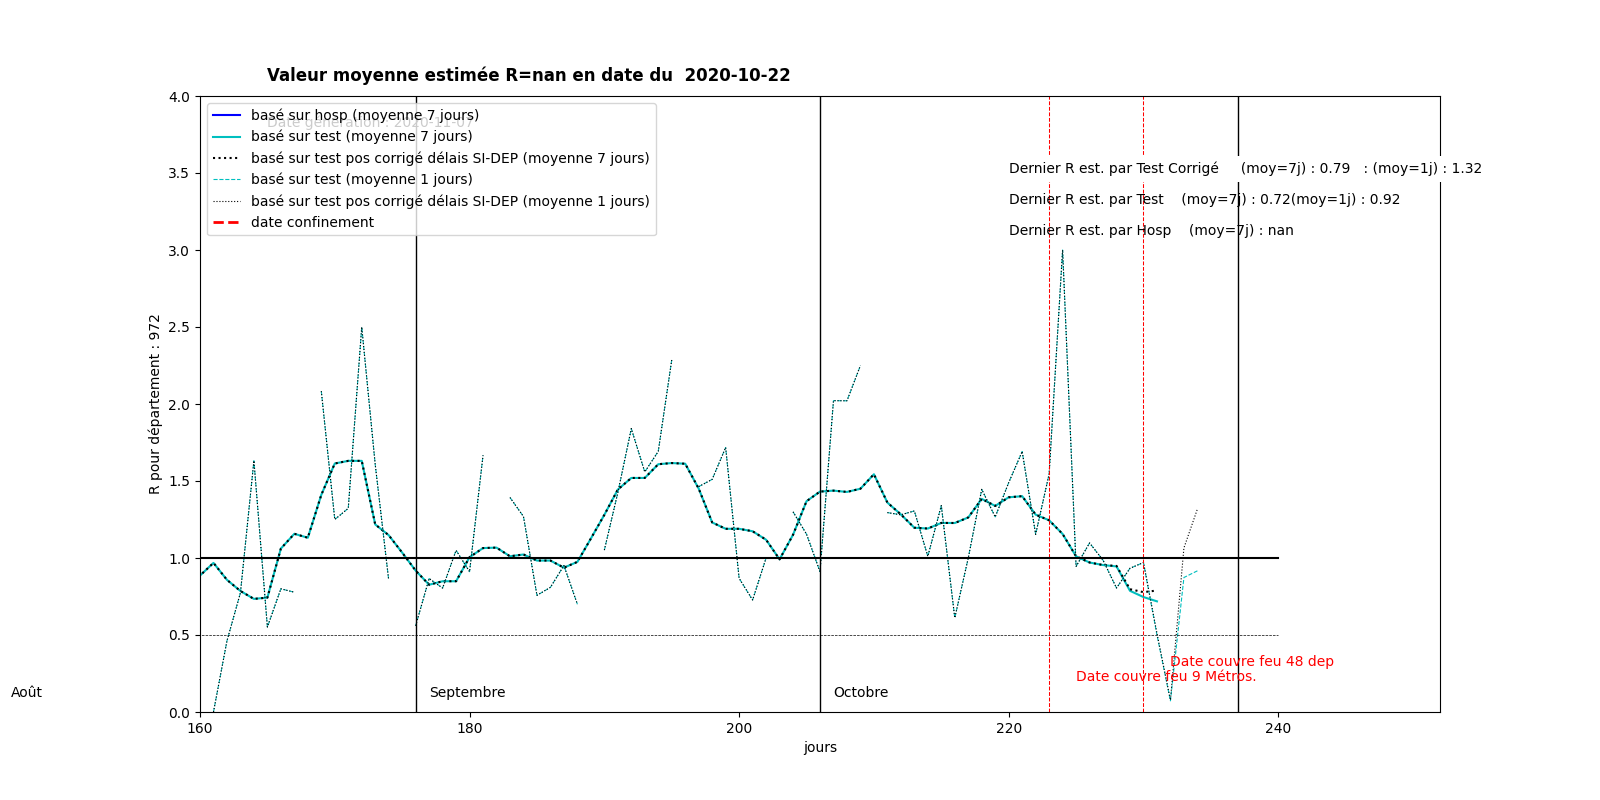 Valeur moyenne estimée R=nan en date du  2020-10-22
Date génération : 2020-11-07
basé sur hosp (moyenne 7 jours)
basé sur test (moyenne 7 jours)
basé sur test pos corrigé délais SI-DEP (moyenne 7 jours)
basé sur test (moyenne 1 jours)
basé sur test pos corrigé délais SI-DEP (moyenne 1 jours)
date confinement
Dernier R est. par Test Corrigé     (moy=7j) : 0.79   : (moy=1j) : 1.32
Dernier R est. par Test    (moy=7j) : 0.72(moy=1j) : 0.92
Dernier R est. par Hosp    (moy=7j) : nan
R pour département : 972
4.0
3.5
3.0
2.5
2.0
1.5
1.0
0.5
0.0
Date couvre feu 48 dep
Date couvre feu 9 Métros.
Août
Septembre
Octobre
160
180
200
220
240
jours